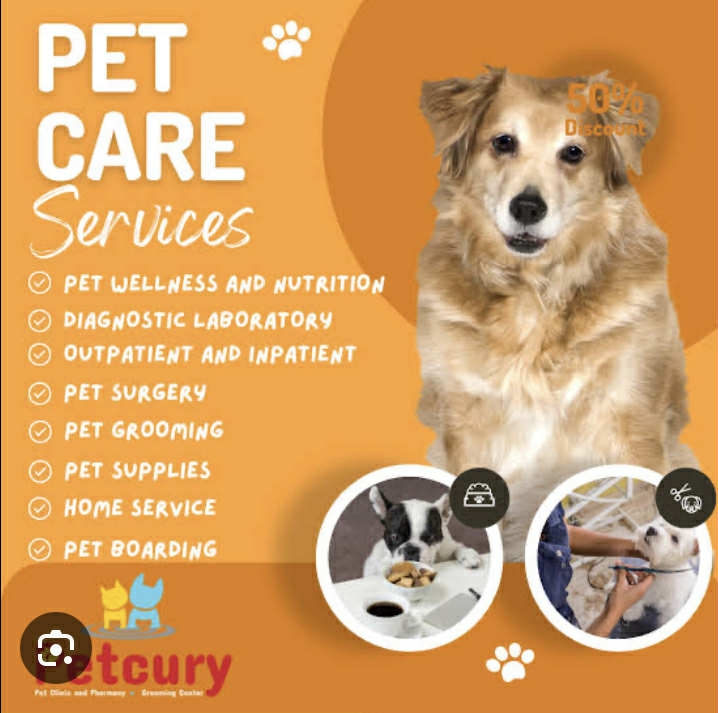 PET
CARE
Services
50%
Discount
PET WELLNESS AND NUTRITION
DIAGNOSTIC LABORATORY
OUTPATIENT AND INPATIENT
PET SURGERY
PET GROOMING
PET SUPPLIES
HOME SERVICE
PET BOARDING
Petcury
Pet Clinic and Pharmacy • Grooming Center